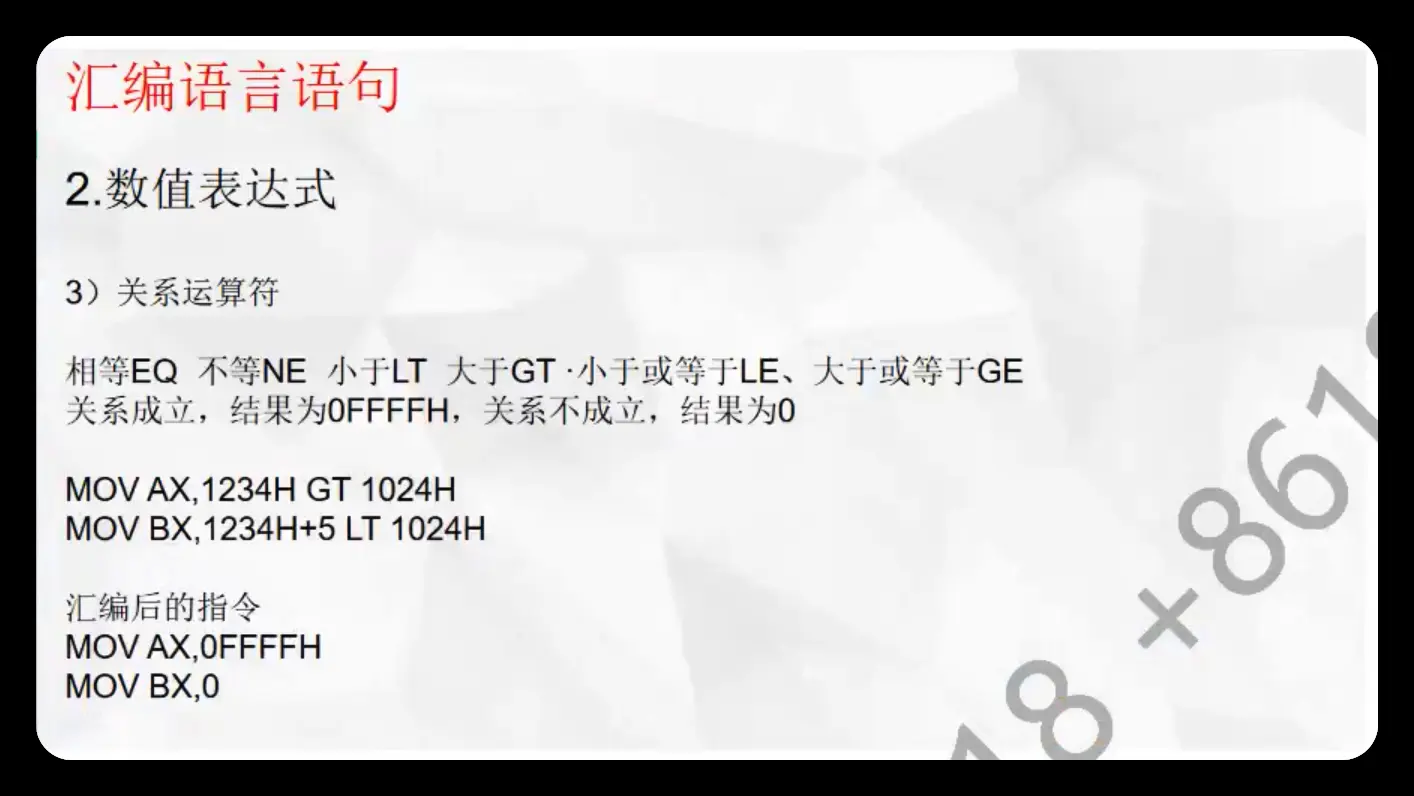 汇编语言语句
2.数值表达式
3）关系运算符
相等EQ 不等NE 小于LT 大于GT ·小于或等于LE、大于或等于GE
关系成立，结果为0FFFFH，关系不成立，结果为0
MOV AX,1234H GT 1024H
MOV BX,1234H+5 LT 1024H
汇编后的指令
MOV AX,0FFFFH
MOV BX,0
18 +861